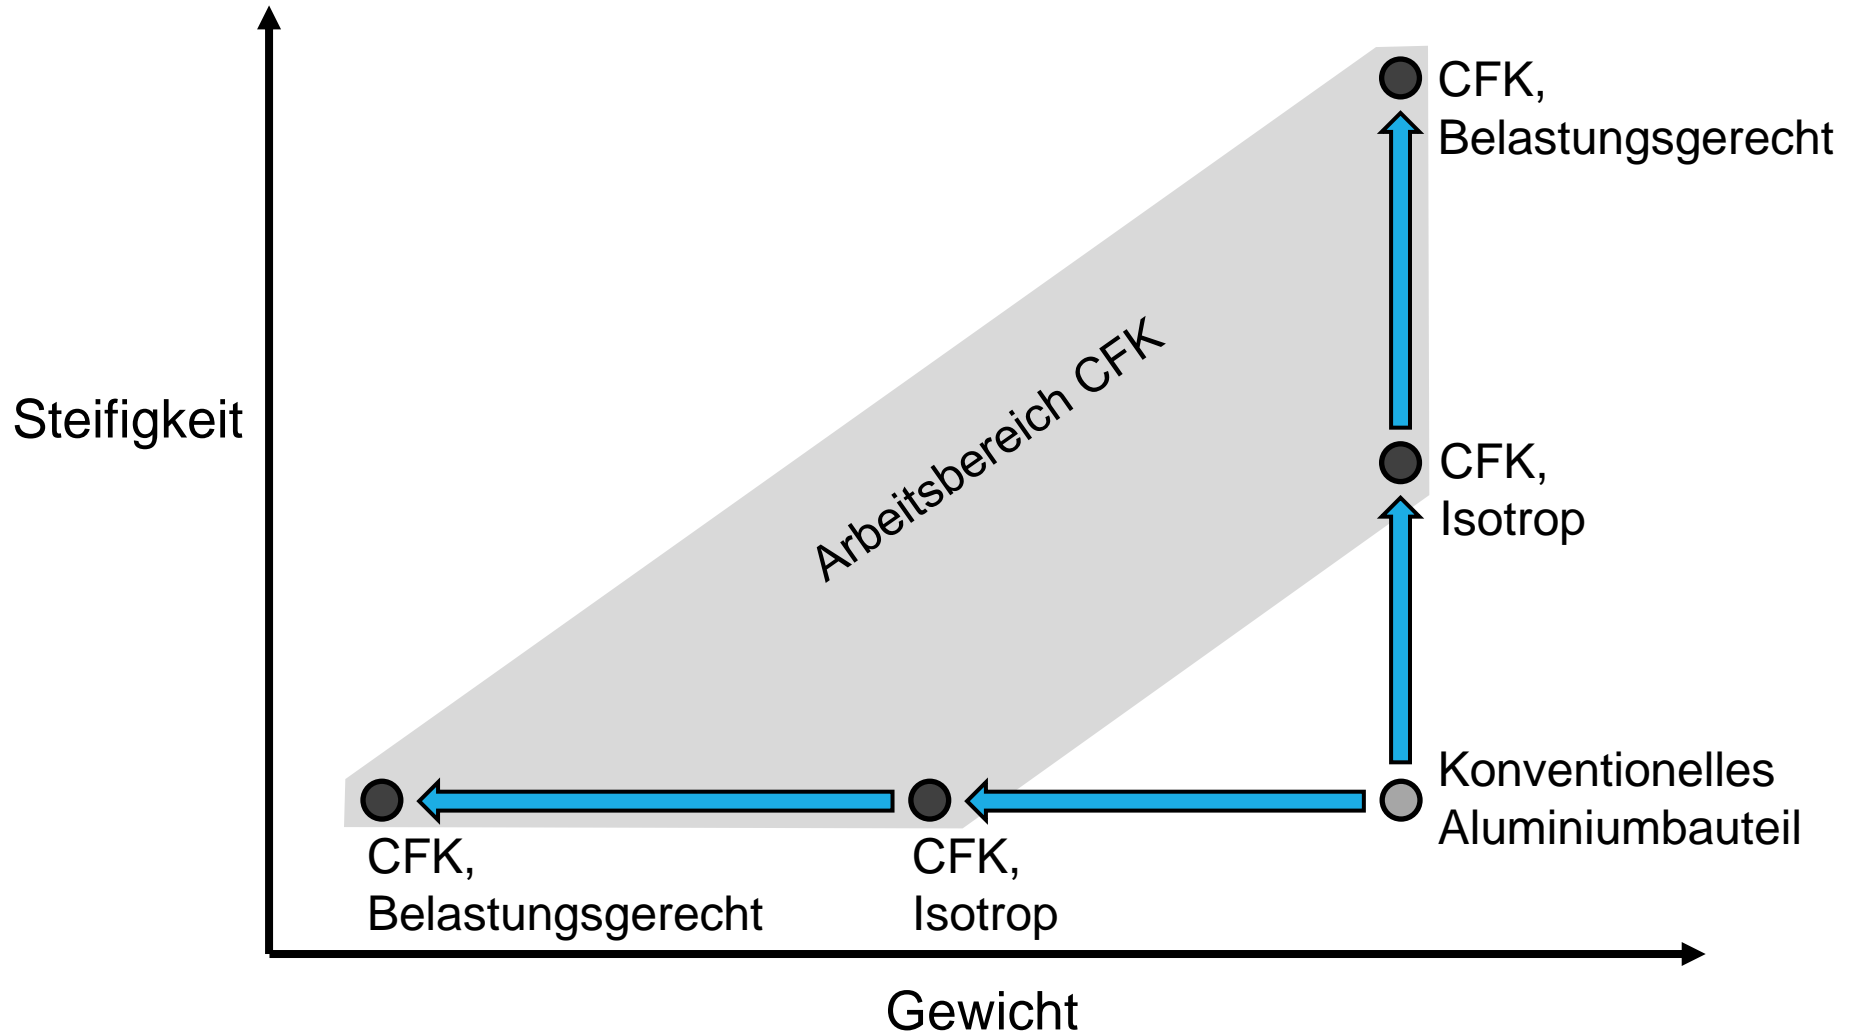 CFK,
Belastungsgerecht
Arbeitsbereich CFK
Steifigkeit
CFK,
Isotrop
Konventionelles
Aluminiumbauteil
CFK,
Belastungsgerecht
CFK,
Isotrop
Gewicht